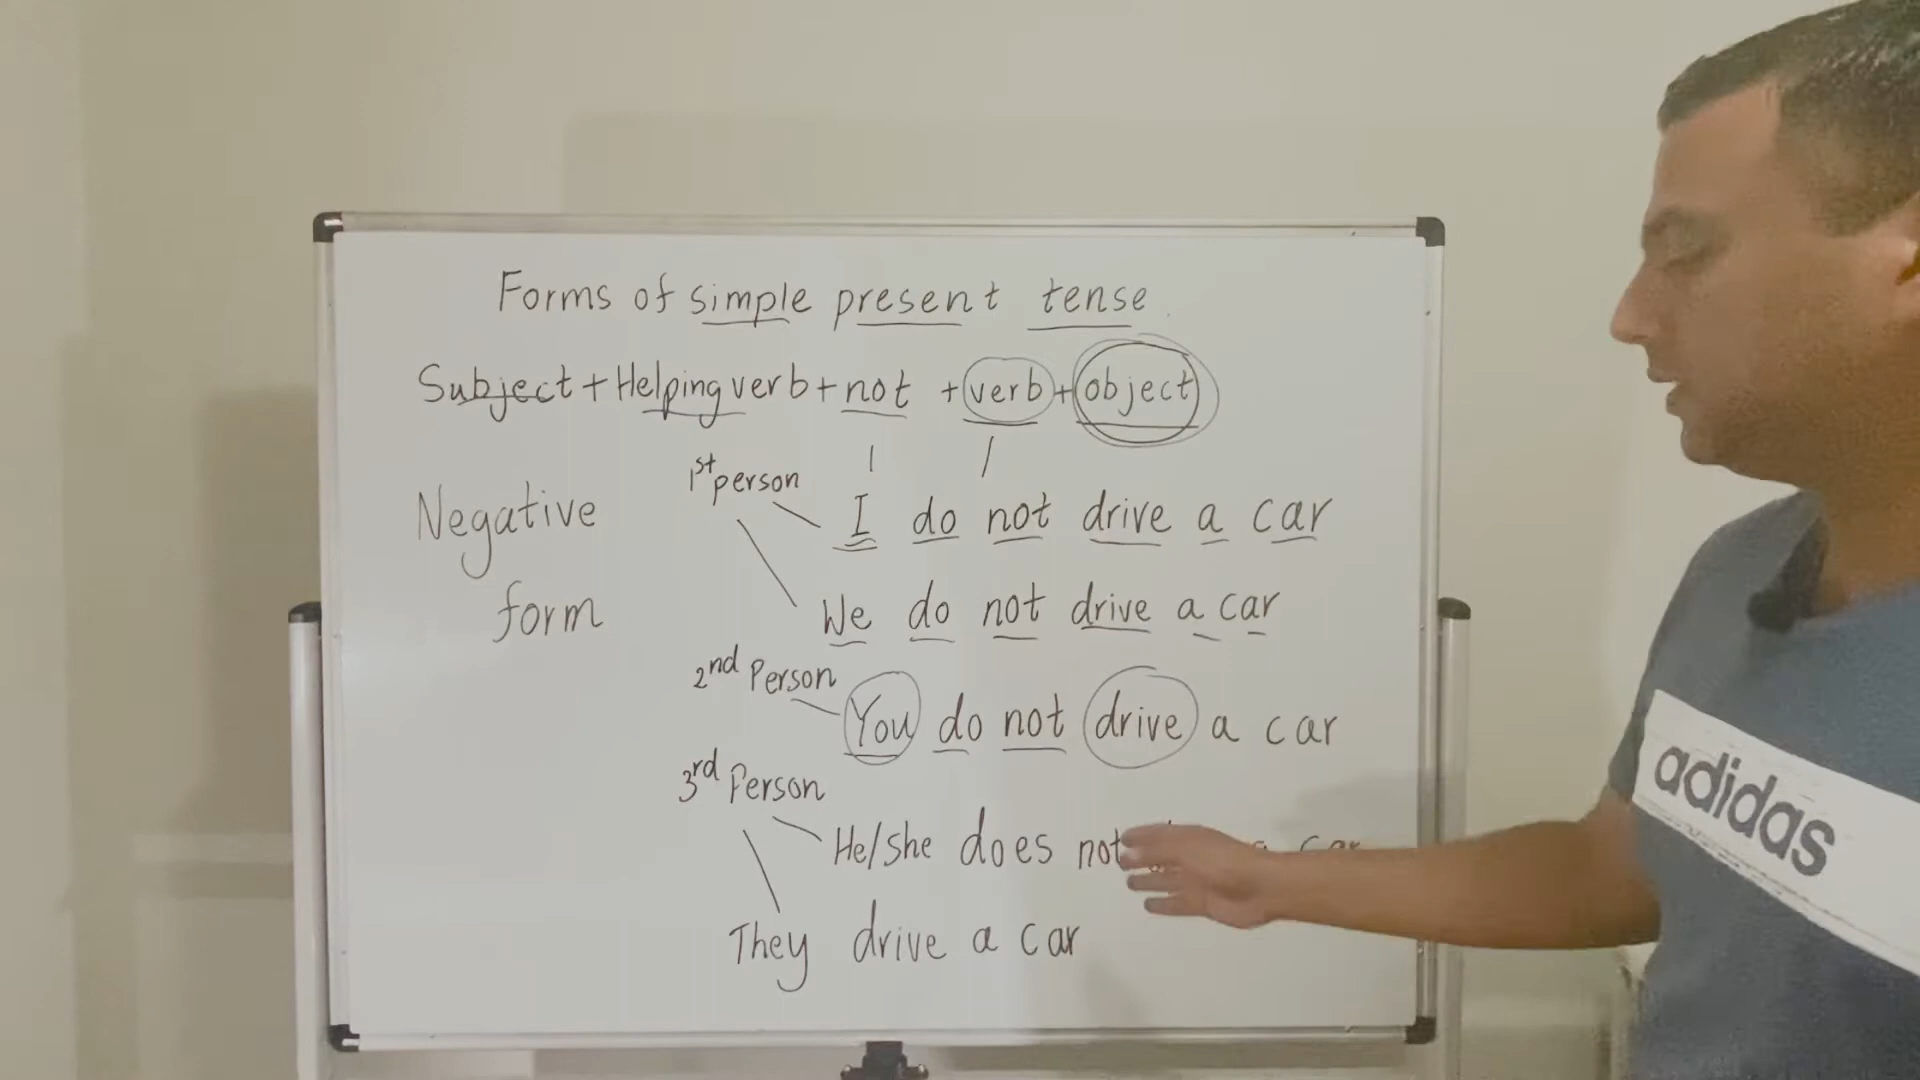 Forms of simple present tense
Subject + Helping verb + not + verb + object
1st person
Negative
form
I do not drive a car
We do not drive a car
2nd Person
You do not drive a car
3rd Person
He/She does not a car
They drive a car
adidas